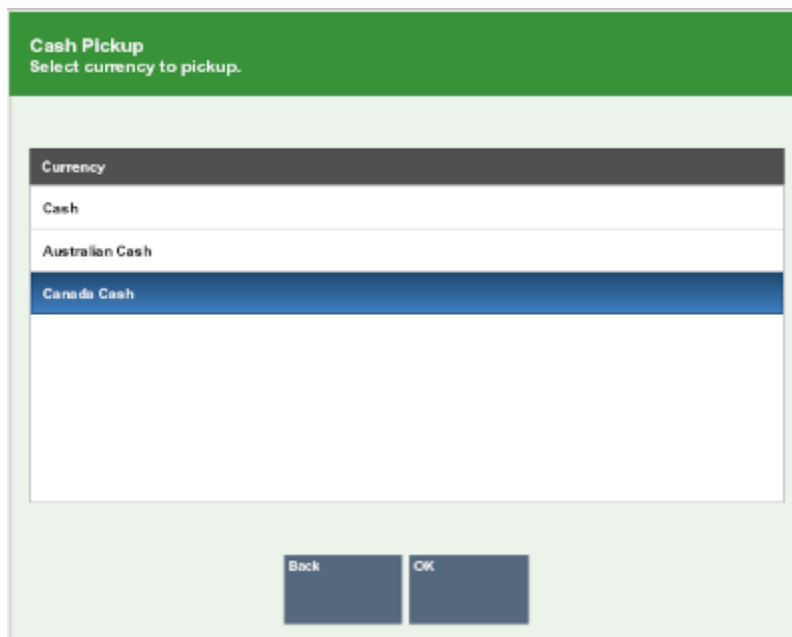 Cash Pickup
Select currency to pickup.
Currency
Cash
Australian Cash
Canada Cash
Back
OK